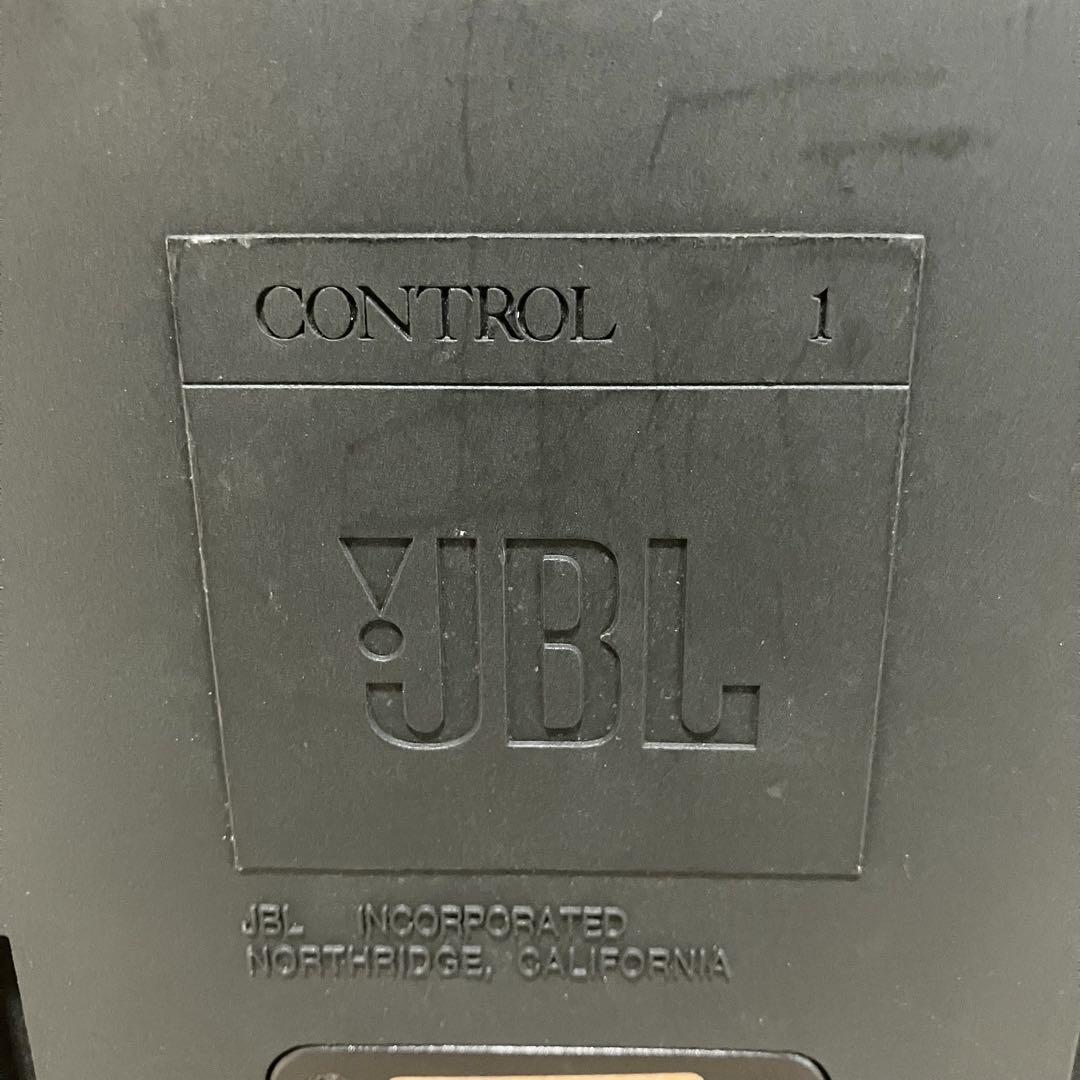 CONTROL 1
JBL
JBL INCORPORATED
NORTHRIDGE, CALIFORNIA